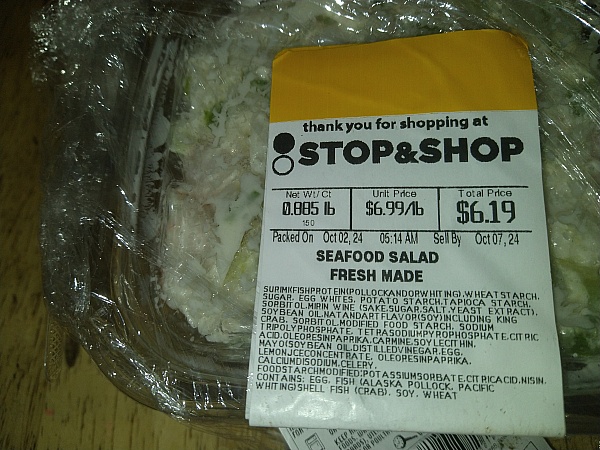 thank you for shopping at
STOP&SHOP
Net Wt/Ct Unit Price Total Price
0.885 lb $6.99/lb $6.19
150
Packed On Oct 02, 24 05:14 AM Sell By Oct 07, 24
SEAFOOD SALAD
FRESH MADE
SURIMI(FISHPROTEIN(POLLOCKANDORWHITING),WHEATSTARCH,
SUGAR, EGG WHITES, POTATO STARCH,TAPIOCA STARCH,
SORBITOL,MIRIN WINE (SAKE,SUGAR,SALT,YEAST EXTRACT),
SOYBEAN OIL,NATANDARTFLAVOR(SOY)INCLUDING KING
CRAB, SORBITOL,MODIFIED FOOD STARCH, SODIUM
TRIPOLYPHOSPHATE, TETRASODIUMPYROPHOSPHATE,CITRIC
ACID,OLEORESINPAPRIKA,CARMINE,SOYLECITHIN,
MAYO(SOYBEAN OIL,DISTILLEDVINEGAR,EGG,
LEMONJCECONCENTRATE, OLEORESINPAPRIKA,
CALCIUMDISODIUM,CELERY,
FOODSTARCHMODIFIED;POTASSIUMSORBATE,CITRICACID,NISIN.
CONTAINS: EGG, FISH (ALASKA POLLOCK, PACIFIC
WHITING)SHELL FISH (CRAB), SOY, WHEAT